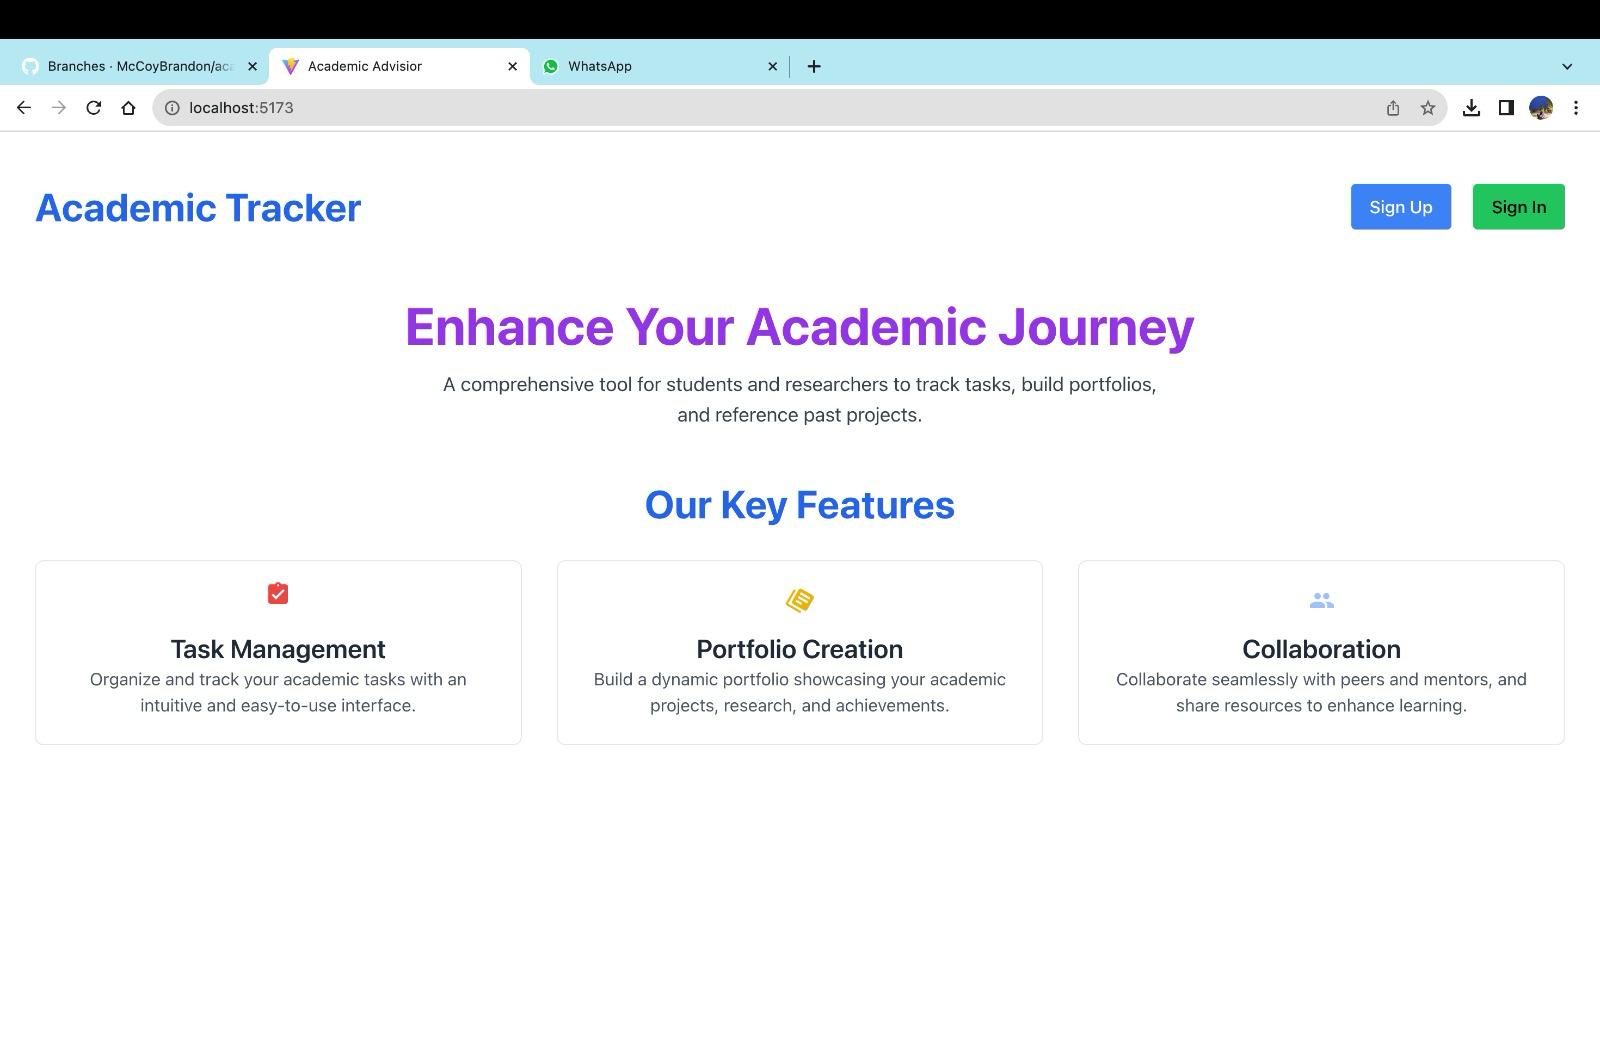 Branches · McCoyBrandon/aca
Academic Advisior
WhatsApp
localhost:5173
Academic Tracker
Sign Up
Sign In
Enhance Your Academic Journey
A comprehensive tool for students and researchers to track tasks, build portfolios,
and reference past projects.
Our Key Features
Task Management
Organize and track your academic tasks with an
intuitive and easy-to-use interface.
Portfolio Creation
Build a dynamic portfolio showcasing your academic
projects, research, and achievements.
Collaboration
Collaborate seamlessly with peers and mentors, and
share resources to enhance learning.